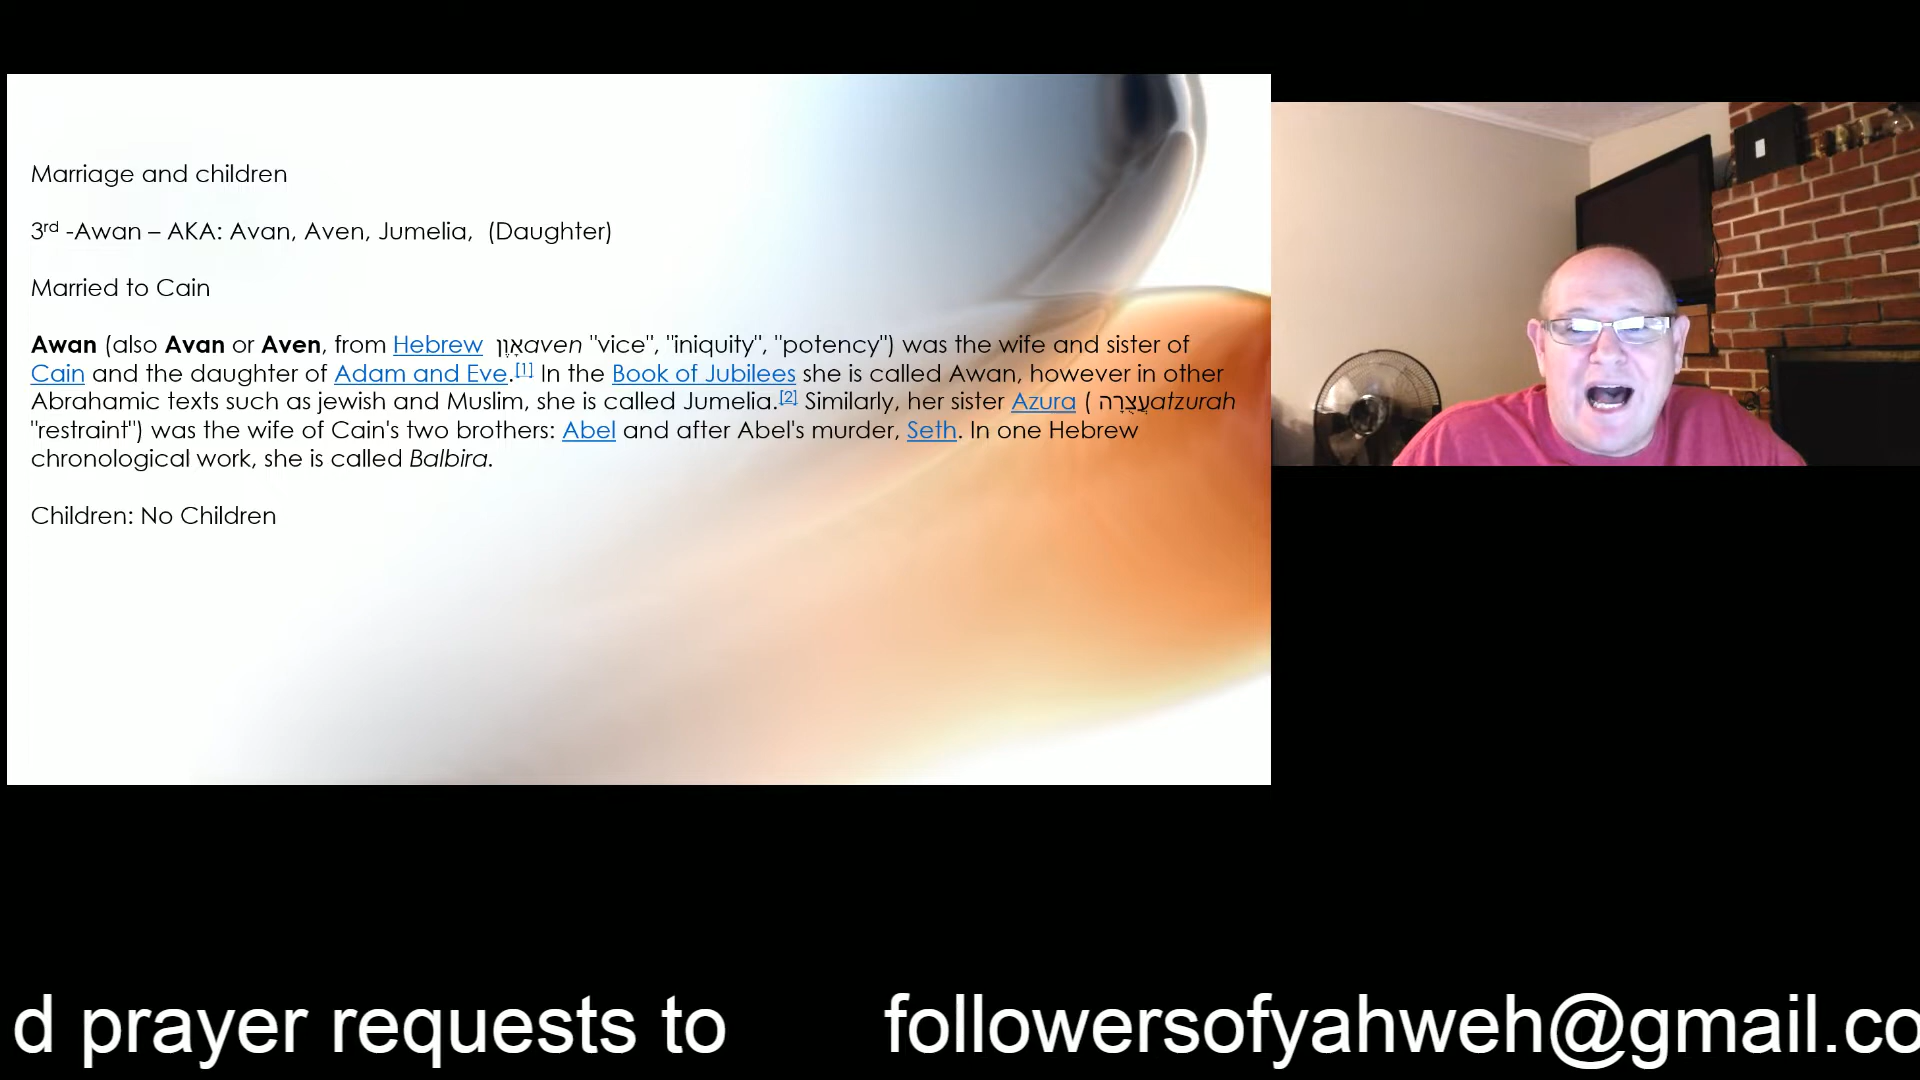 Marriage and children
3rd -Awan – AKA: Avan, Aven, Jumelia,  (Daughter)
Married to Cain
Awan (also Avan or Aven, from Hebrew אָוֶן aven "vice", "iniquity", "potency") was the wife and sister of
Cain and the daughter of Adam and Eve.[1] In the Book of Jubilees she is called Awan, however in other
Abrahamic texts such as jewish and Muslim, she is called Jumelia.[2] Similarly, her sister Azura ( עֲצֻרָה atzurah
"restraint") was the wife of Cain's two brothers: Abel and after Abel's murder, Seth. In one Hebrew
chronological work, she is called Balbira.
Children: No Children
d prayer requests to followersofyahweh@gmail.co